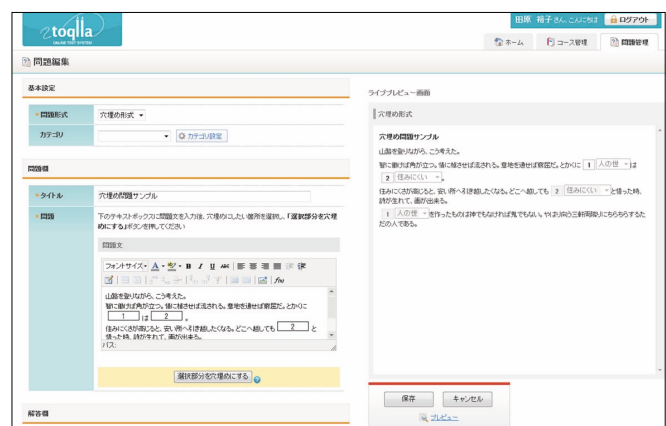 田原 裕子さん、こんにちは
ログアウト
etoqlla
ONLINE TEST SYSTEM
ホーム
コース管理
問題管理
問題編集
基本設定
問題形式
穴埋め形式
カテゴリ
カテゴリ設定
問題欄
タイトル
穴埋め問題サンプル
問題
下のテキストボックスに問題文を入力後、穴埋めにしたい箇所を選択し、「選択部分を穴埋
めにする」ボタンを押してください
問題文
フォントサイズ
山路を登りながら、こう考えた。
智に働けば角が立つ。情に棹させば流される。意地を通せば窮屈だ。とかくに
1 は 2 。
住みにくさが高じると、安い所へ引き越したくなる。どこへ越しても 2 と
悟った時、詩が生れて、画が出来る。
パス:
選択部分を穴埋めにする
解答欄
ライブプレビュー画面
穴埋め形式
穴埋め問題サンプル
山路を登りながら、こう考えた。
智に働けば角が立つ。情に棹させば流される。意地を通せば窮屈だ。とかくに 1 人の世 は
2 住みにくい 。
住みにくさが高じると、安い所へ引き越したくなる。どこへ越しても 2 住みにくい と悟った時、
詩が生れて、画が出来る。
1 人の世 を作ったものは神でもなければ鬼でもない。やはり向う三軒両隣りにちらちらするた
だの人である。
保存
キャンセル
プレビュー